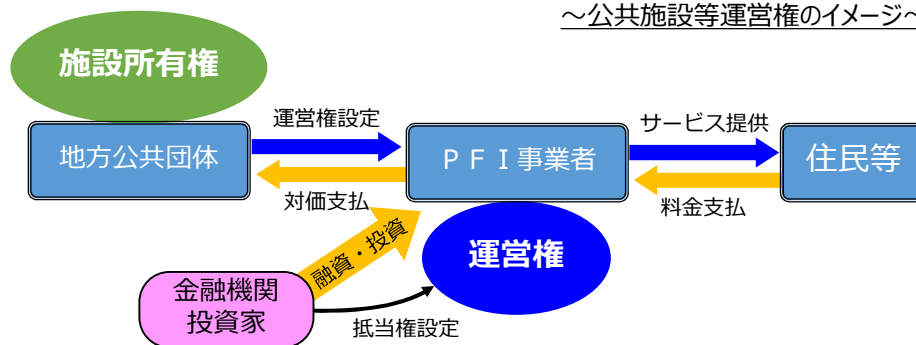 ～公共施設等運営権のイメージ～
施設所有権
運営権設定
サービス提供
地方公共団体
ＰＦＩ事業者
住民等
対価支払
料金支払
融資・投資
運営権
金融機関
投資家
抵当権設定